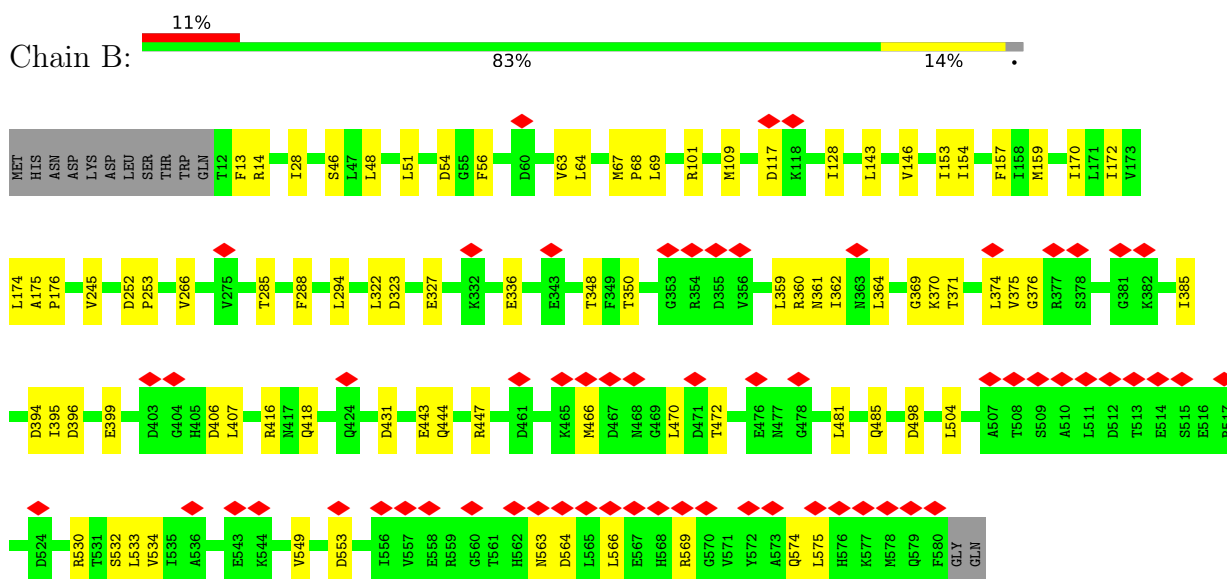 11%
Chain B:
83% 14% •
MET HIS ASN ASP LYS ASP LEU SER THR TRP GLN T12 F13 R14 I28 S46 L47 L48 L51 D54 G55 F56 D60 V63 L64 M67 P68 L69 R101 M109 D117 K118 I128 L143 V146 I153 I154 F157 I158 M159 I170 L171 I172 V173
L174 A175 P176 V245 D252 P253 V266 V275 T285 F288 L294 L322 D323 E327 K332 E336 E343 T348 F349 T350 G353 R354 D355 V356 L359 R360 N361 I362 N363 L364 G369 K370 T371 L374 V375 G376 R377 S378 G381 K382 I385
D394 I395 D396 E399 D403 G404 H405 D406 L407 R416 N417 Q418 Q424 D431 E443 Q444 R447 D461 K465 M466 D467 N468 G469 L470 D471 T472 E476 N477 G478 L481 Q485 D498 L504 A507 T508 S509 A510 L511 D512 T513 E514 S515 E516
D524 R530 T531 S532 L533 V534 I535 A536 E543 K544 V549 D553 I556 V557 E558 R559 G560 T561 H562 N563 D564 L565 L566 E567 H568 R569 G570 V571 Y572 A573 Q574 L575 H576 K577 M578 Q579 F580 GLY GLN